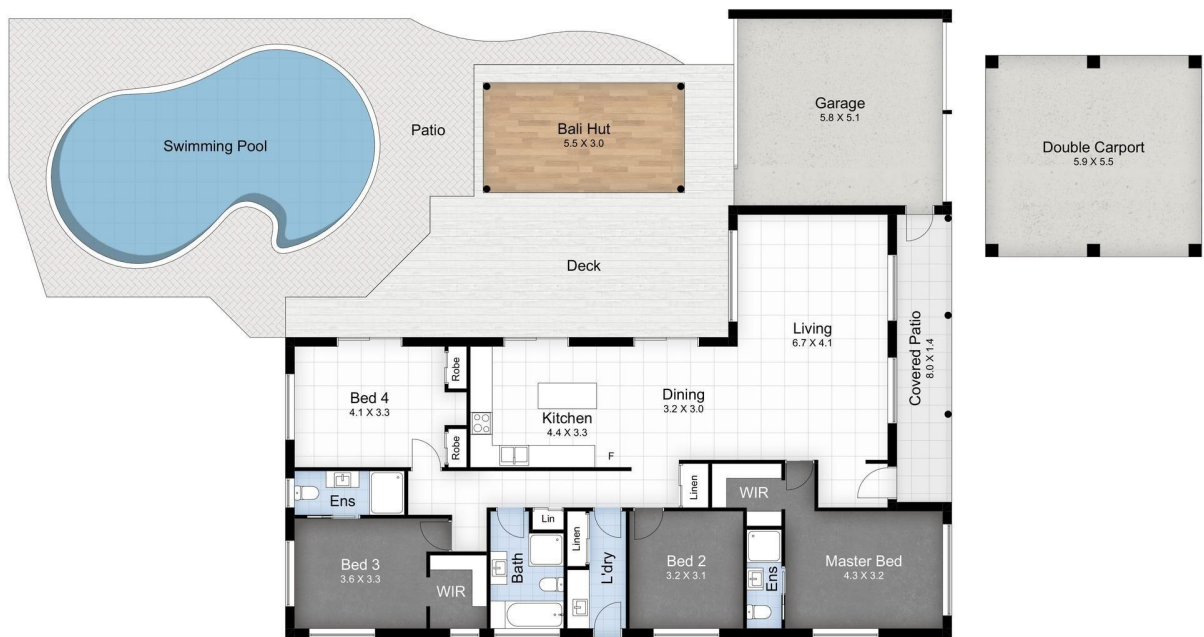 Garage
5.8 X 5.1
Double Carport
5.9 X 5.5
Swimming Pool
Patio
Bali Hut
5.5 X 3.0
Deck
Living
6.7 X 4.1
Covered Patio
8.0 X 1.4
Bed 4
4.1 X 3.3
Robe
Robe
Kitchen
4.4 X 3.3
Dining
3.2 X 3.0
F
Ens
Linen
WIR
Bed 3
3.6 X 3.3
WIR
Bath
Lin
Linen
L'dry
Bed 2
3.2 X 3.1
Ens
Master Bed
4.3 X 3.2